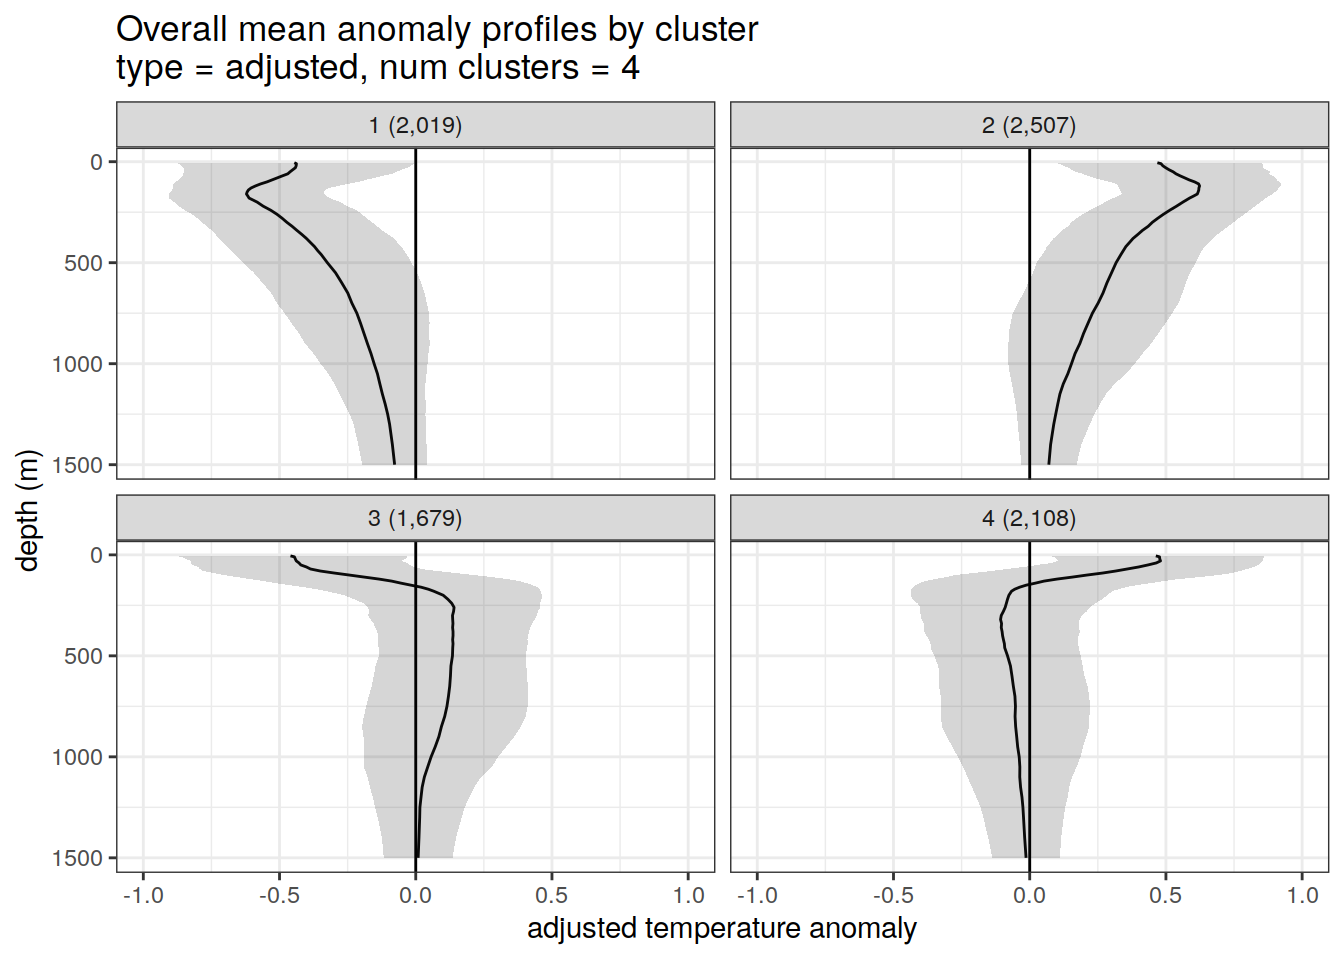 Overall mean anomaly profiles by cluster
type = adjusted, num clusters = 4
1 (2,019)
2 (2,507)
0
500
1000
1500
3 (1,679)
4 (2,108)
0
500
1000
1500
depth (m)
-1.0 -0.5 0.0 0.5 1.0
-1.0 -0.5 0.0 0.5 1.0
adjusted temperature anomaly